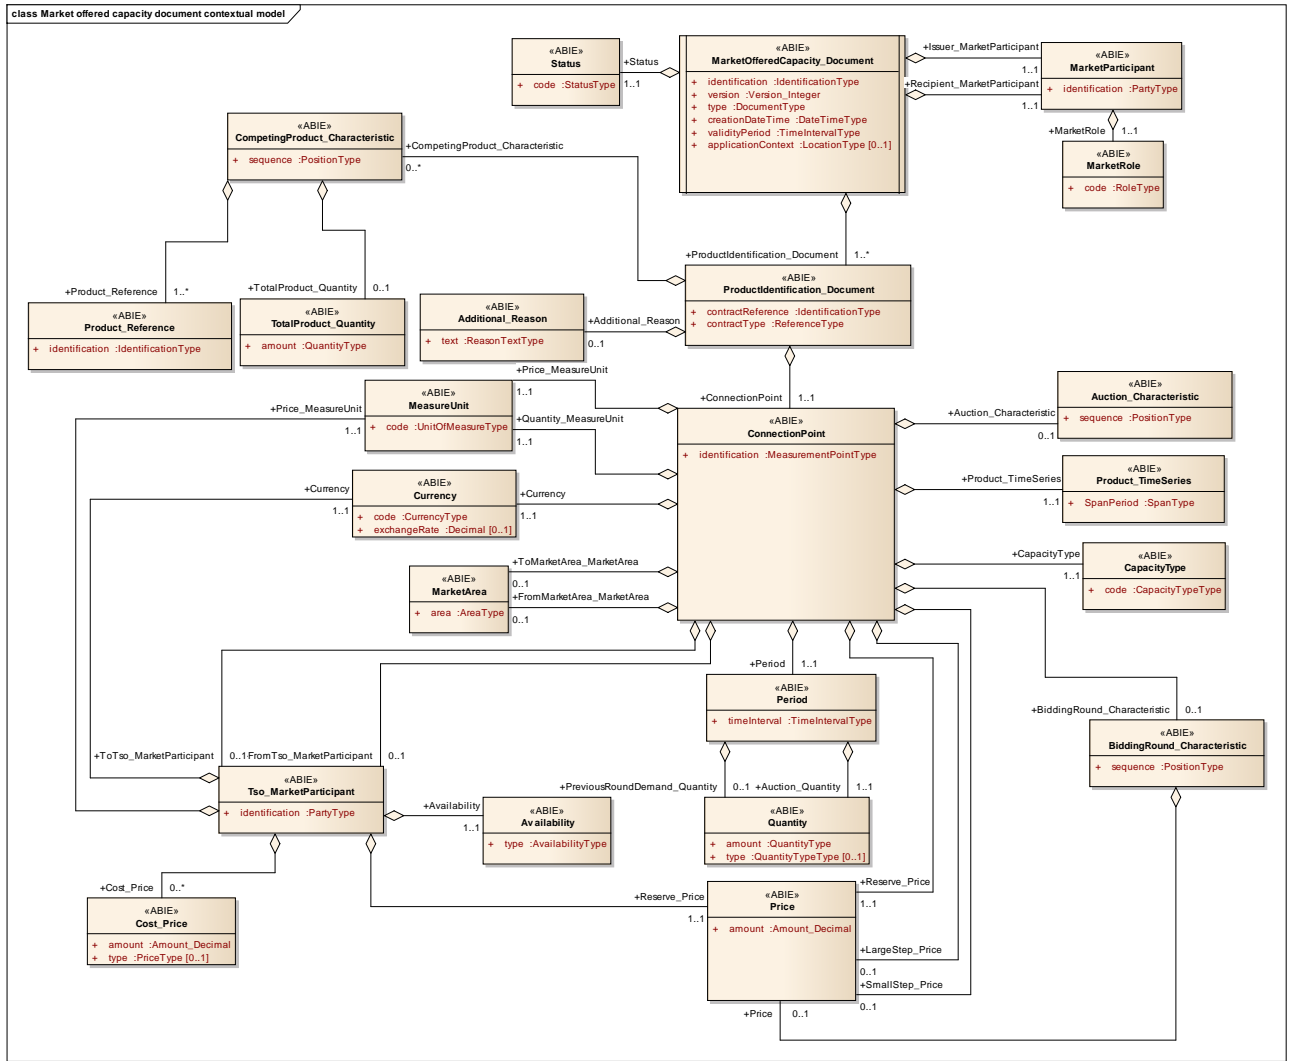 class Market offered capacity document contextual model
«ABIE»
Status
+ code :StatusType
+Status
1..1
«ABIE»
MarketOfferedCapacity_Document
+ identification :IdentificationType
+ version :Version_Integer
+ type :DocumentType
+ creationDateTime :DateTimeType
+ validityPeriod :TimeIntervalType
+ applicationContext :LocationType [0..1]
+Issuer_MarketParticipant
1..1
+Recipient_MarketParticipant
1..1
«ABIE»
MarketParticipant
+ identification :PartyType
+MarketRole 1..1
«ABIE»
MarketRole
+ code :RoleType
«ABIE»
CompetingProduct_Characteristic
+ sequence :PositionType
+CompetingProduct_Characteristic
0..*
+Product_Reference 1..*
«ABIE»
Product_Reference
+ identification :IdentificationType
+TotalProduct_Quantity 0..1
«ABIE»
TotalProduct_Quantity
+ amount :QuantityType
+ProductIdentification_Document 1..*
«ABIE»
ProductIdentification_Document
+ contractReference :IdentificationType
+ contractType :ReferenceType
«ABIE»
Additional_Reason
+ text :ReasonTextType
+Additional_Reason
0..1
+ConnectionPoint 1..1
«ABIE»
ConnectionPoint
+ identification :MeasurementPointType
+Price_MeasureUnit
1..1
«ABIE»
MeasureUnit
+ code :UnitOfMeasureType
+Price_MeasureUnit
1..1
+Quantity_MeasureUnit
1..1
+Currency
1..1
«ABIE»
Currency
+ code :CurrencyType
+ exchangeRate :Decimal [0..1]
+Currency
1..1
«ABIE»
MarketArea
+ area :AreaType
+ToMarketArea_MarketArea
0..1
+FromMarketArea_MarketArea
0..1
+Auction_Characteristic
0..1
«ABIE»
Auction_Characteristic
+ sequence :PositionType
+Product_TimeSeries
1..1
«ABIE»
Product_TimeSeries
+ SpanPeriod :SpanType
+CapacityType
1..1
«ABIE»
CapacityType
+ code :CapacityTypeType
+BiddingRound_Characteristic 0..1
«ABIE»
BiddingRound_Characteristic
+ sequence :PositionType
+Period 1..1
«ABIE»
Period
+ timeInterval :TimeIntervalType
+PreviousRoundDemand_Quantity 0..1
+Auction_Quantity 1..1
«ABIE»
Quantity
+ amount :QuantityType
+ type :QuantityTypeType [0..1]
+ToTso_MarketParticipant 0..1
FromTso_MarketParticipant 0..1
«ABIE»
Tso_MarketParticipant
+ identification :PartyType
+Availability
1..1
«ABIE»
Availability
+ type :AvailabilityType
+Cost_Price 0..*
«ABIE»
Cost_Price
+ amount :Amount_Decimal
+ type :PriceType [0..1]
+Reserve_Price
1..1
«ABIE»
Price
+ amount :Amount_Decimal
+Reserve_Price
1..1
+LargeStep_Price
0..1
+SmallStep_Price
0..1
+Price 0..1